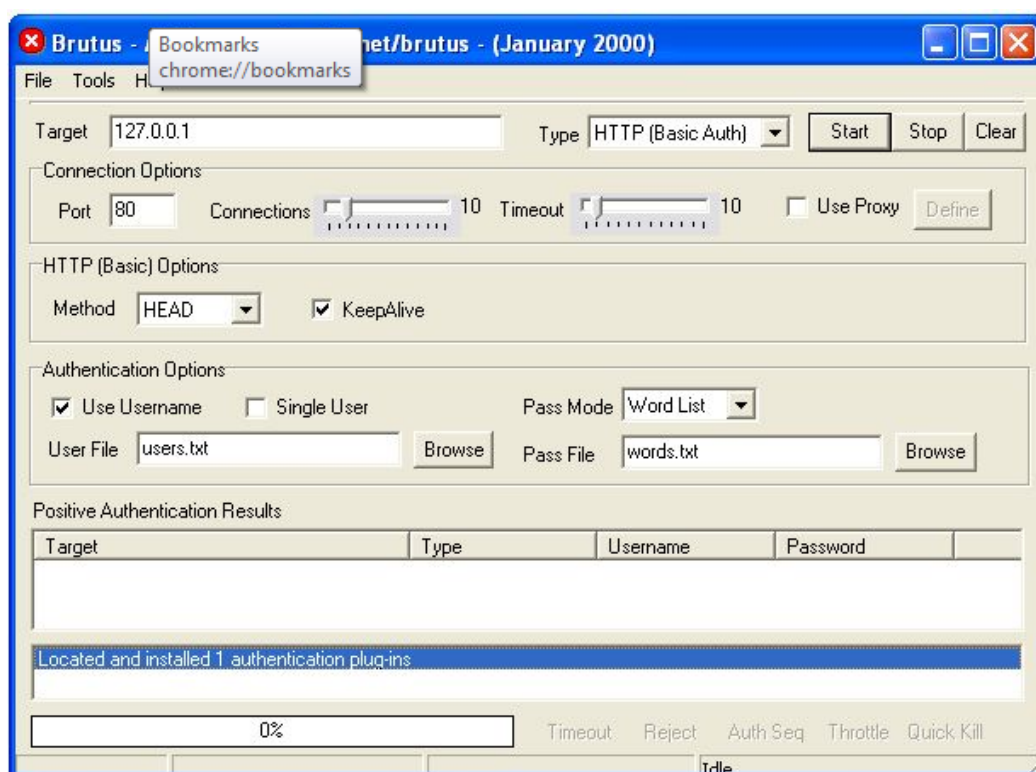 Brutus - net/brutus - (January 2000)
Bookmarks
chrome://bookmarks
File Tools
Target 127.0.0.1 Type HTTP (Basic Auth) Start Stop Clear
Connection Options
Port 80 Connections 10 Timeout 10 Use Proxy Define
HTTP (Basic) Options
Method HEAD KeepAlive
Authentication Options
Use Username Single User Pass Mode Word List
User File users.txt Browse Pass File words.txt Browse
Positive Authentication Results
Target Type Username Password
Located and installed 1 authentication plug-ins
0% Timeout Reject Auth Seq Throttle Quick Kill
Idle